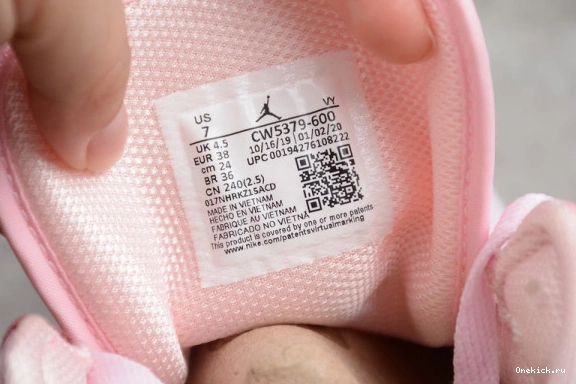 US
7
VY
UK 4.5
EUR 38
cm 24
BR 36
CN 240(2.5)
CW5379-600
10/16/19 01/02/20
UPC 00194276108222
017NHRKZ15ACD
MADE IN VIETNAM
HECHO EN VIETNAM
FABRIQUE AU VIETNAM
FABRICADO NO VIETNÃ
This product is covered by one or more patents
www.nike.com/patentsvirtualmarking
Onekick.ru